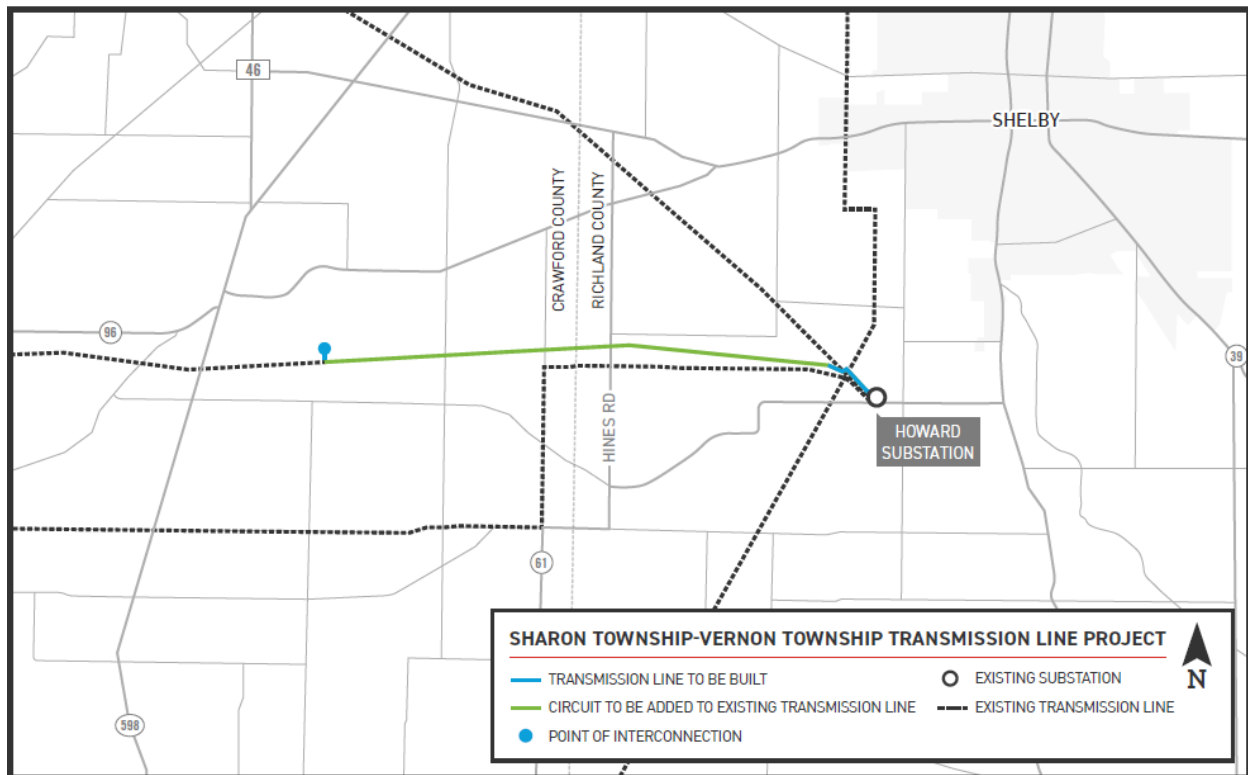 46
SHELBY
CRAWFORD COUNTY
RICHLAND COUNTY
96
39
HINES RD
HOWARD
SUBSTATION
61
598
SHARON TOWNSHIP-VERNON TOWNSHIP TRANSMISSION LINE PROJECT
TRANSMISSION LINE TO BE BUILT
EXISTING SUBSTATION
CIRCUIT TO BE ADDED TO EXISTING TRANSMISSION LINE
EXISTING TRANSMISSION LINE
POINT OF INTERCONNECTION
N